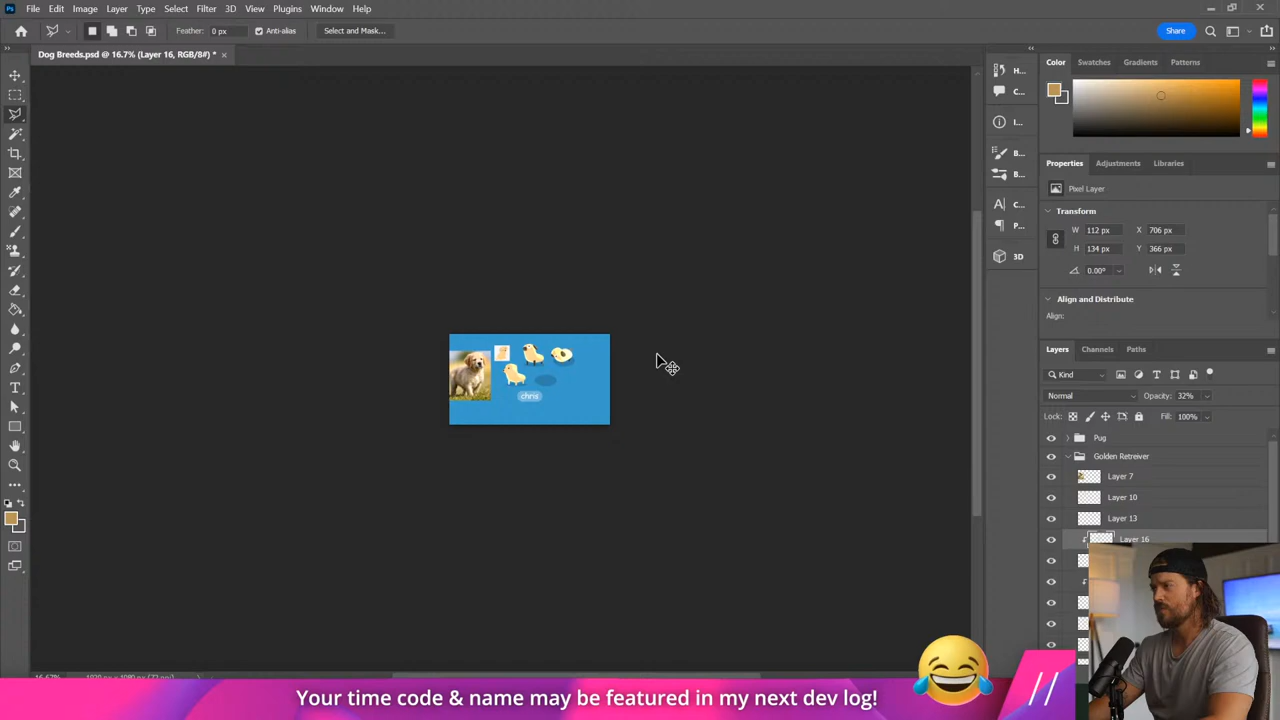 Ps File Edit Image Layer Type Select Filter 3D View Plugins Window Help
Feather: 0 px Anti-alias Select and Mask... Share
Dog Breeds.psd @ 16.7% (Layer 16, RGB/8#) * ×
H...
C...
I...
B...
B...
C...
P...
3D
Color Swatches Gradients Patterns
Properties Adjustments Libraries
Pixel Layer
Transform
W 112 px X 706 px
H 134 px Y 366 px
0.00°
Align and Distribute
Align:
Layers Channels Paths
Kind
Normal Opacity: 32%
Lock: Fill: 100%
Pug
Golden Retreiver
Layer 7
Layer 10
Layer 13
Layer 16
chris
Your time code & name may be featured in my next dev log! //